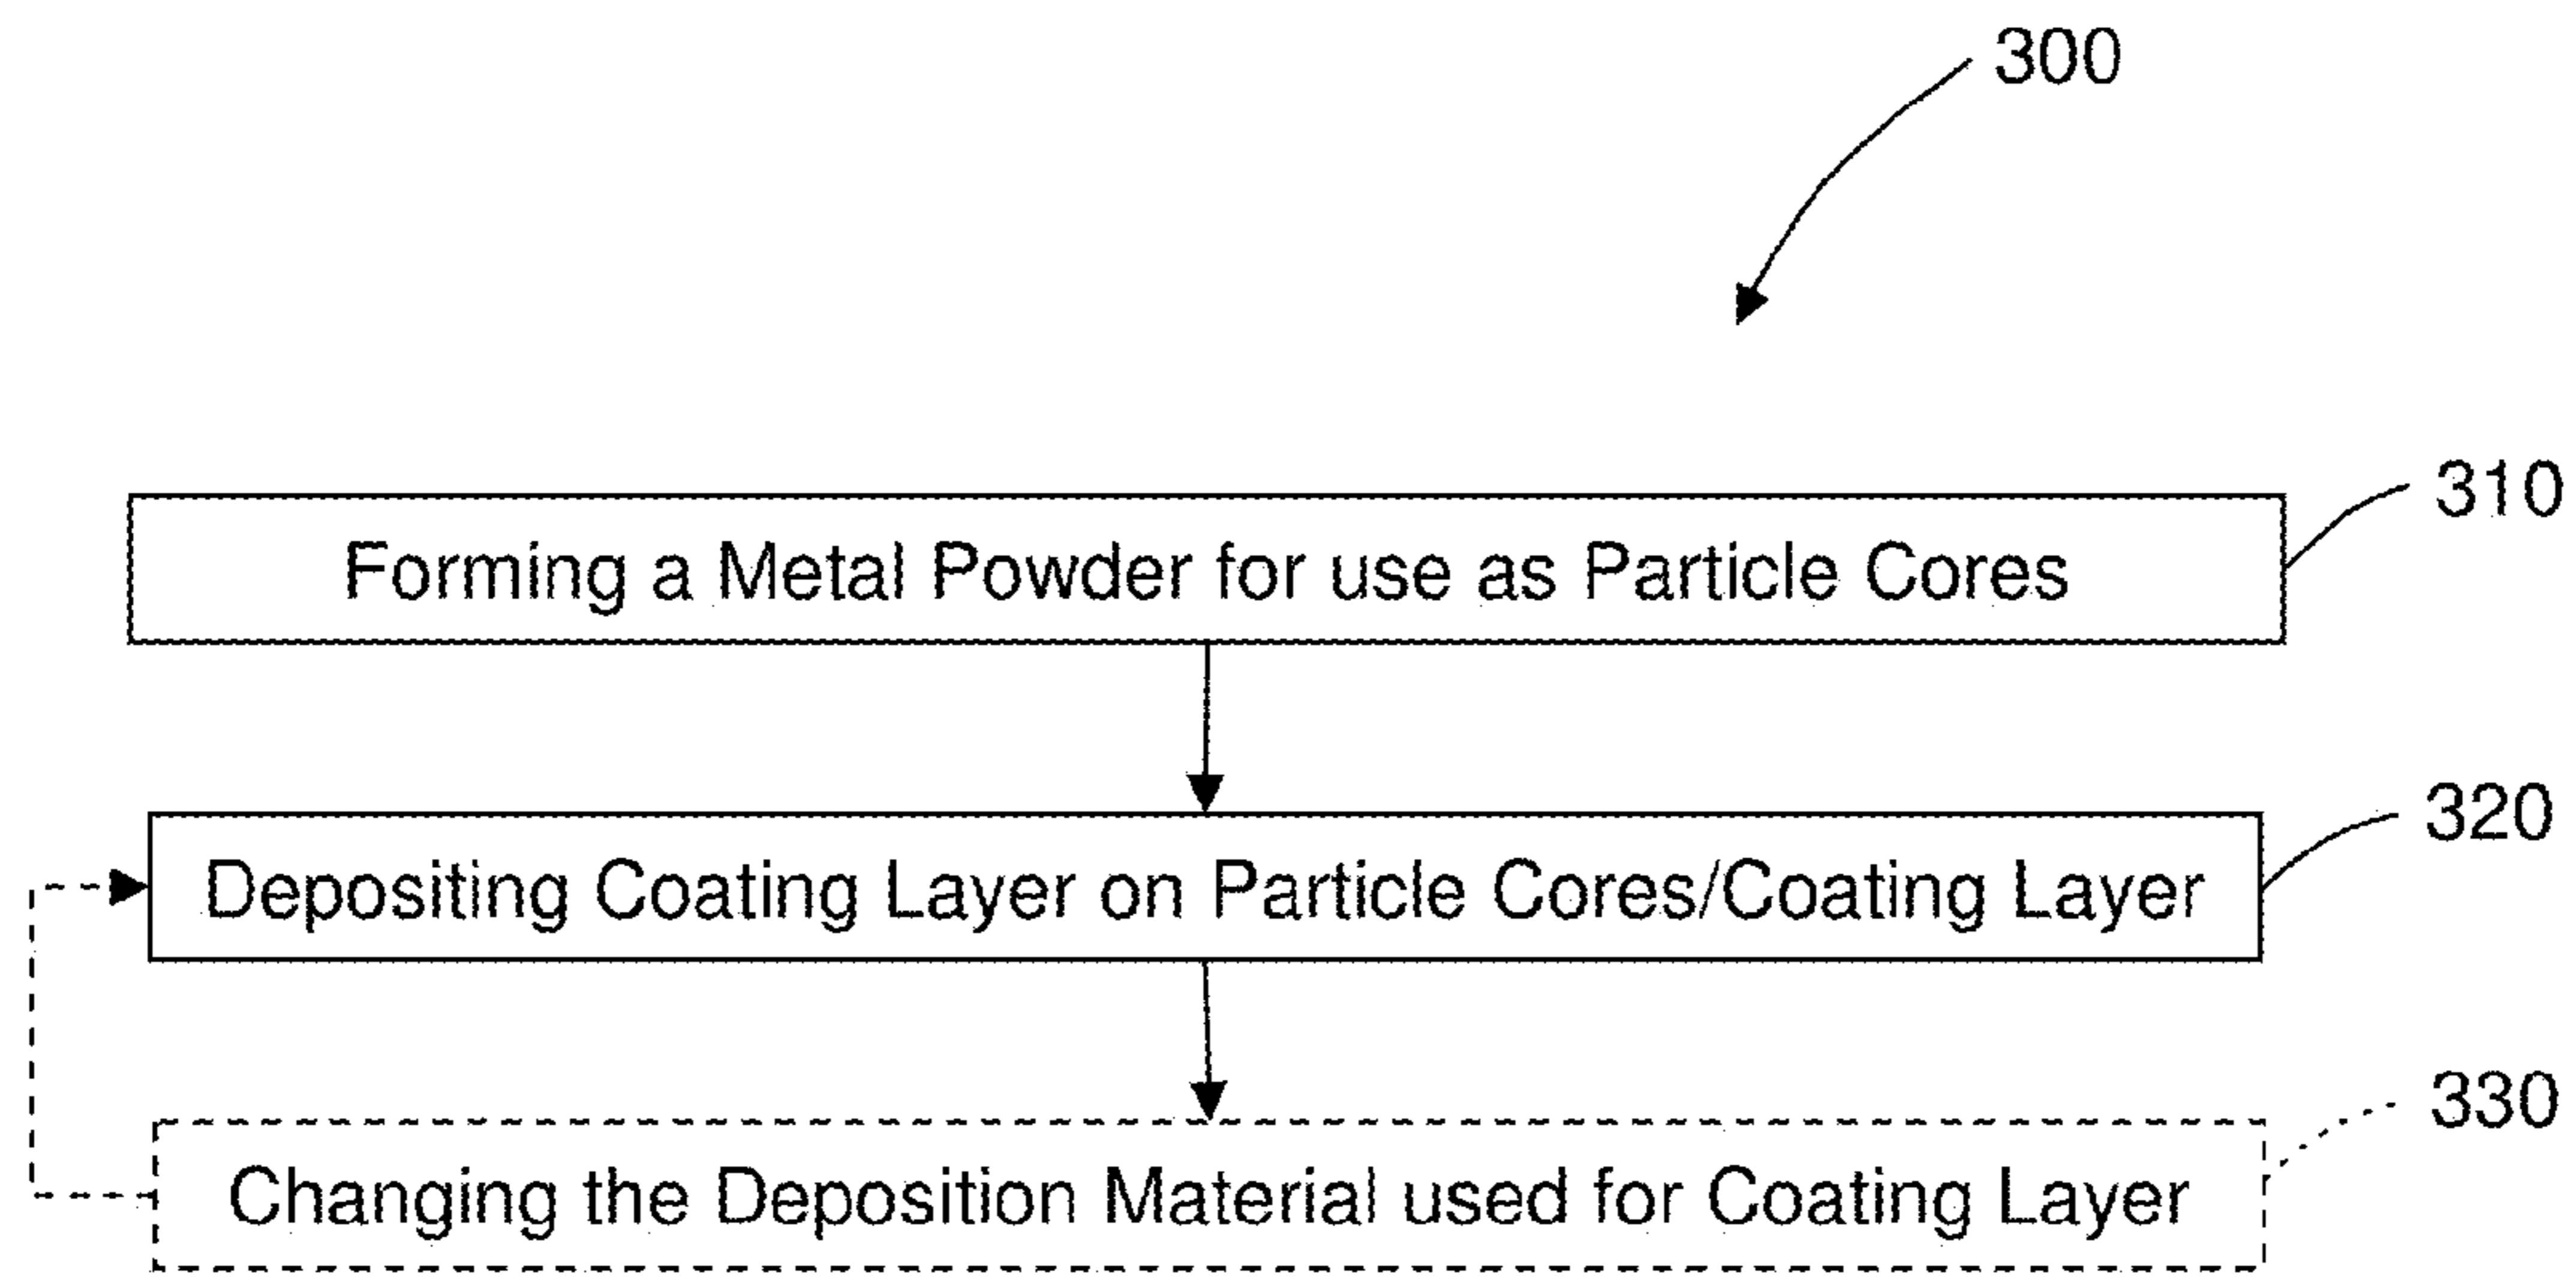 300
310
Forming a Metal Powder for use as Particle Cores
320
Depositing Coating Layer on Particle Cores/Coating Layer
330
Changing the Deposition Material used for Coating Layer